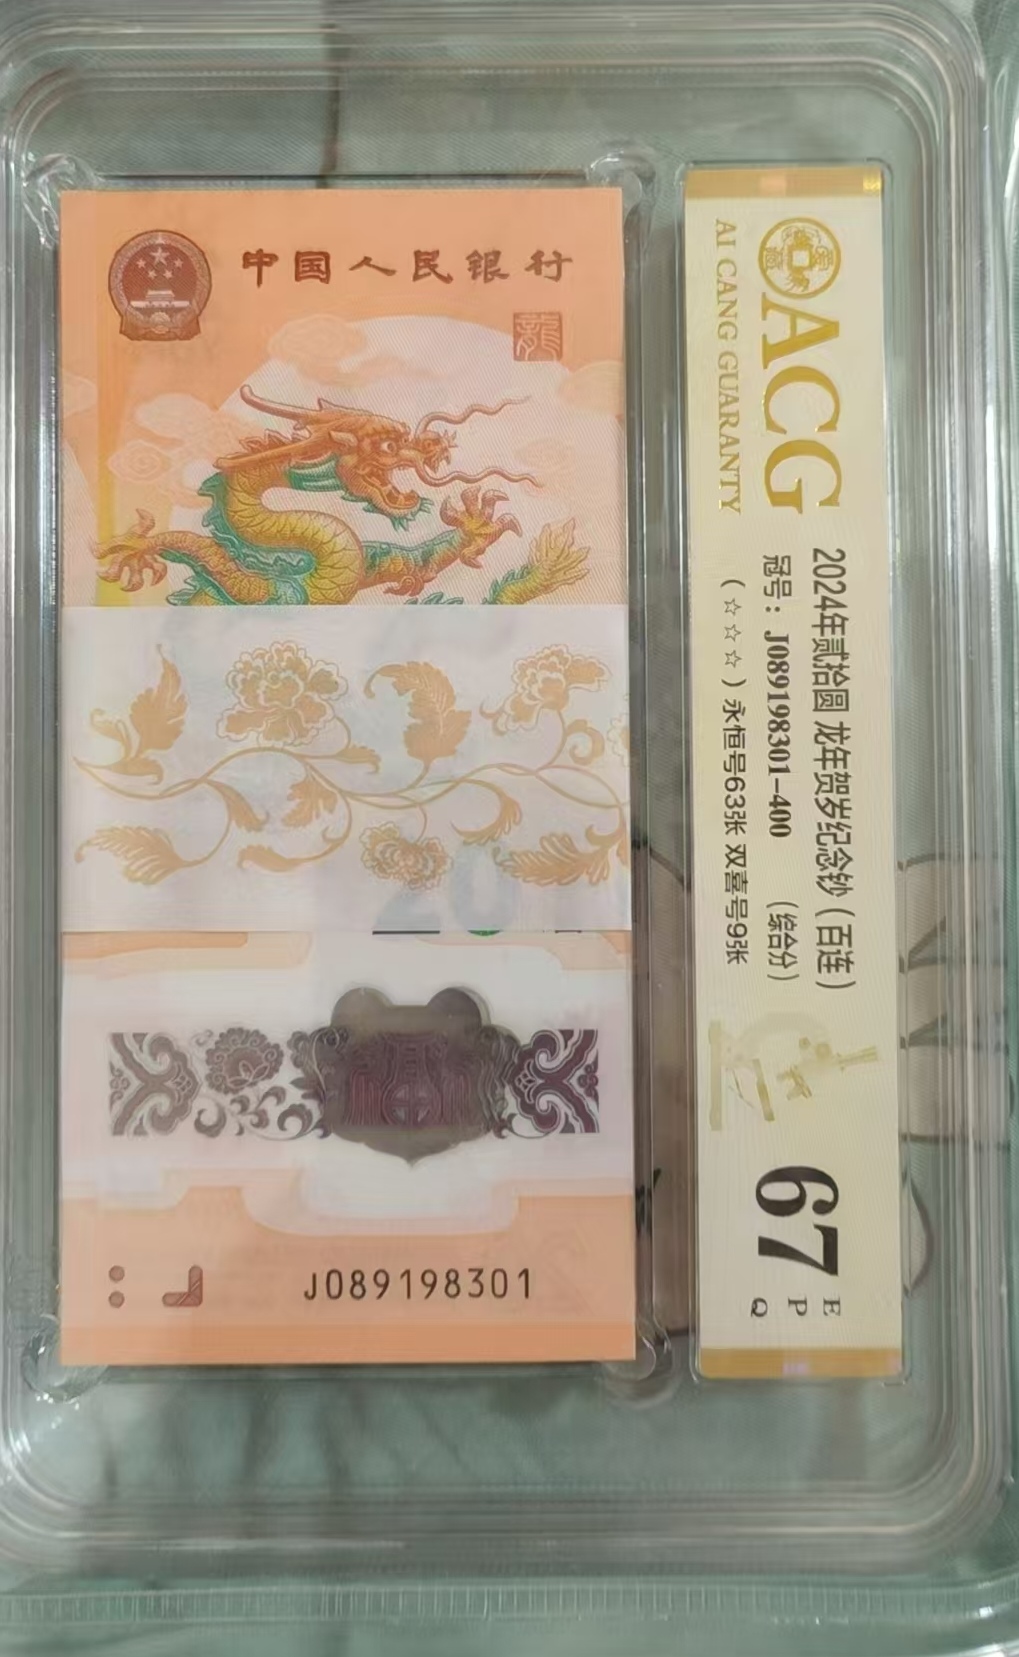 中国人民银行
龍
J089198301
ACG
AI CANG GUARANTY
2024年贰拾圆 龙年贺岁纪念钞（百连）
冠号：J089198301-400 （综合分）
（☆☆☆）永恒号63张 双喜号9张
67
E
P
Q